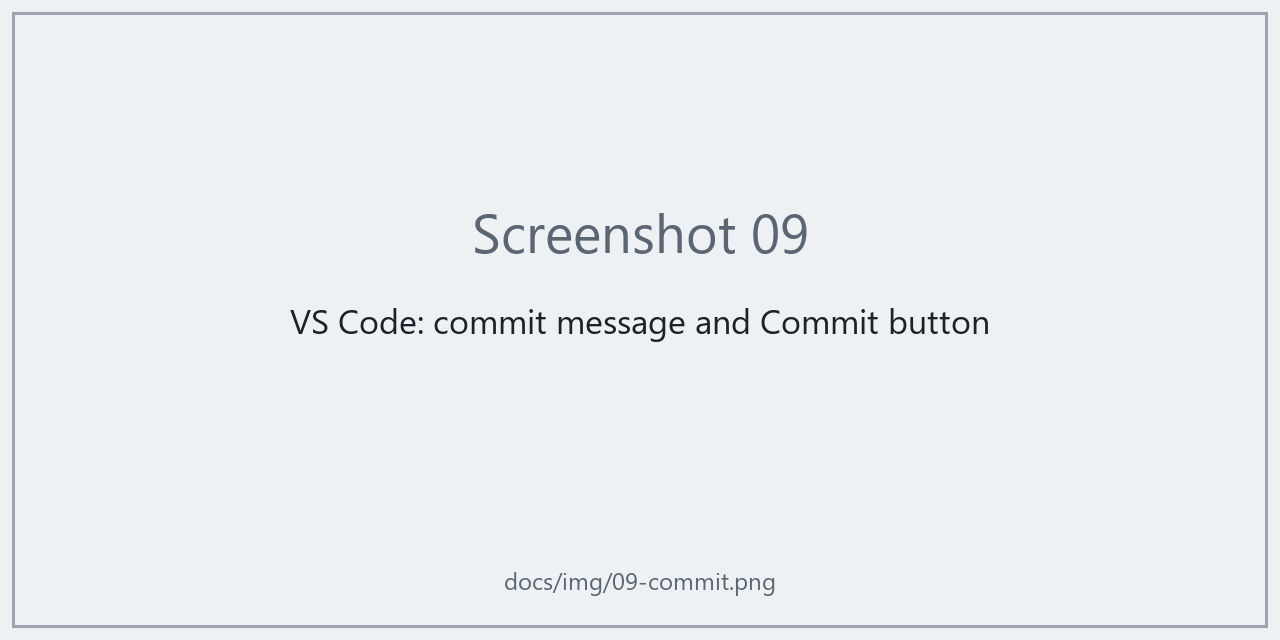 Screenshot 09
VS Code: commit message and Commit button
docs/img/09-commit.png